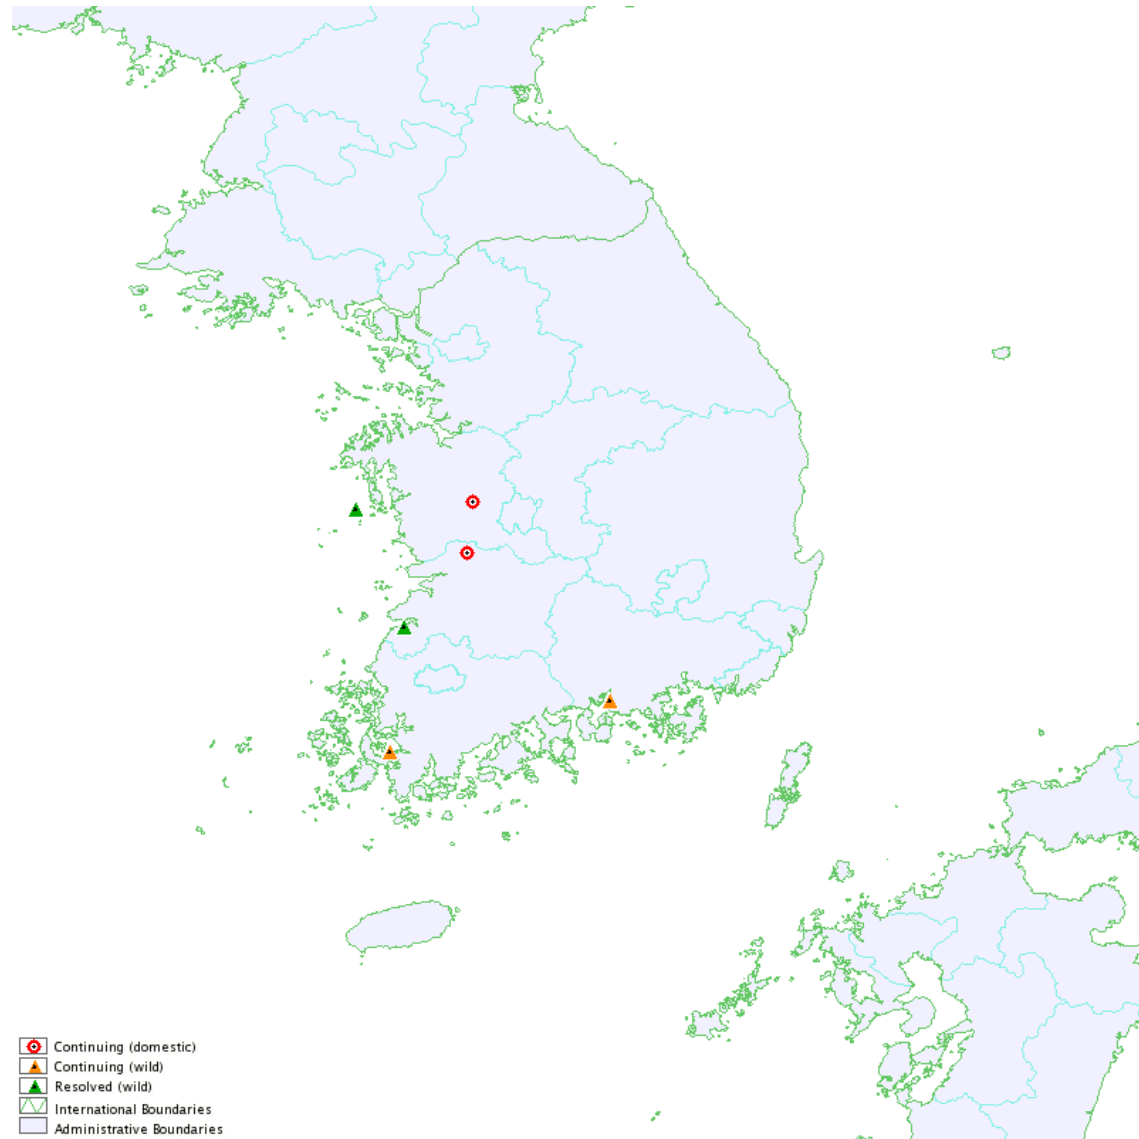 Continuing (domestic)
Continuing (wild)
Resolved (wild)
International Boundaries
Administrative Boundaries